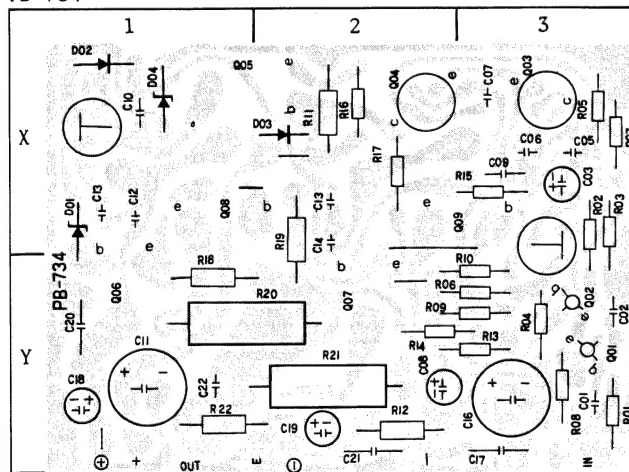 1 2 3
D02
D04
Q05
e
Q04
e
C07
e
Q03
C10
b
R11
R16
D03
c
c
R05
R17
C06
C05
C09
X
R15
C03
D01
C13
C12
e
Q08
b
C13
e
Q09
b
R02
R03
b
e
R19
C14
b
e
PB-734
R18
R10
Q06
Q07
R06
Q02
e
R20
R09
R04
C02
C20
C11
R14
R13
e
Q01
Y
+ -
R21
C08
+ -
C18
C22
C16
R08
C01
R01
R22
C19
R12
C21
C17
+ OUT E IN